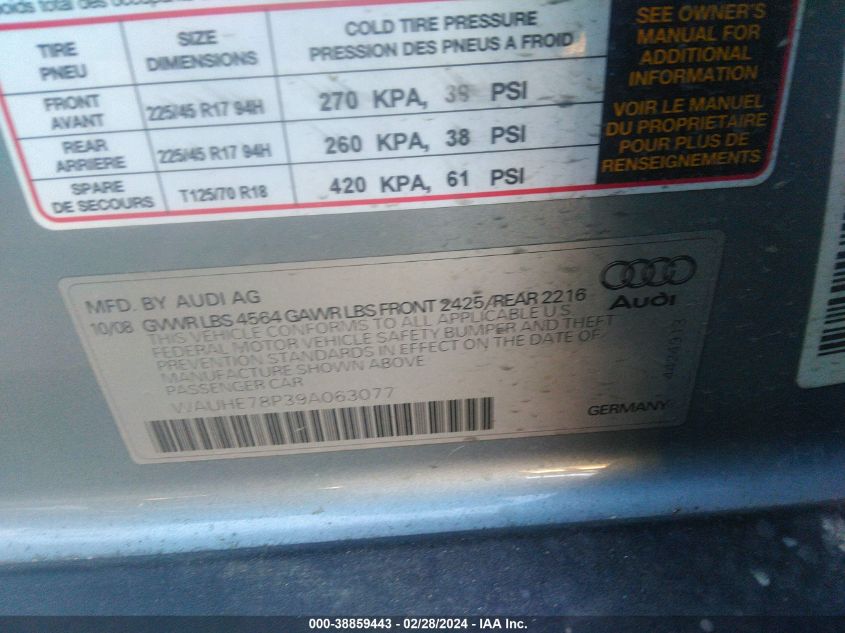 TIRE SIZE COLD TIRE PRESSURE
PNEU DIMENSIONS PRESSION DES PNEUS A FROID
FRONT
AVANT 225/45 R17 94H 270 KPA, 39 PSI
REAR
ARRIERE 225/45 R17 94H 260 KPA, 38 PSI
SPARE
DE SECOURS T125/70 R18 420 KPA, 61 PSI
SEE OWNER'S
MANUAL FOR
ADDITIONAL
INFORMATION
VOIR LE MANUEL
DU PROPRIETAIRE
POUR PLUS DE
RENSEIGNEMENTS
MFD. BY AUDI AG
10/08 GVWR LBS 4564 GAWR LBS FRONT 2425/REAR 2216
THIS VEHICLE CONFORMS TO ALL APPLICABLE U.S.
FEDERAL MOTOR VEHICLE SAFETY BUMPER AND THEFT
PREVENTION STANDARDS IN EFFECT ON THE DATE OF
MANUFACTURE SHOWN ABOVE
PASSENGER CAR
WAUHE78P39A063077
Audi
GERMANY
000-38859443 - 02/28/2024 - IAA Inc.